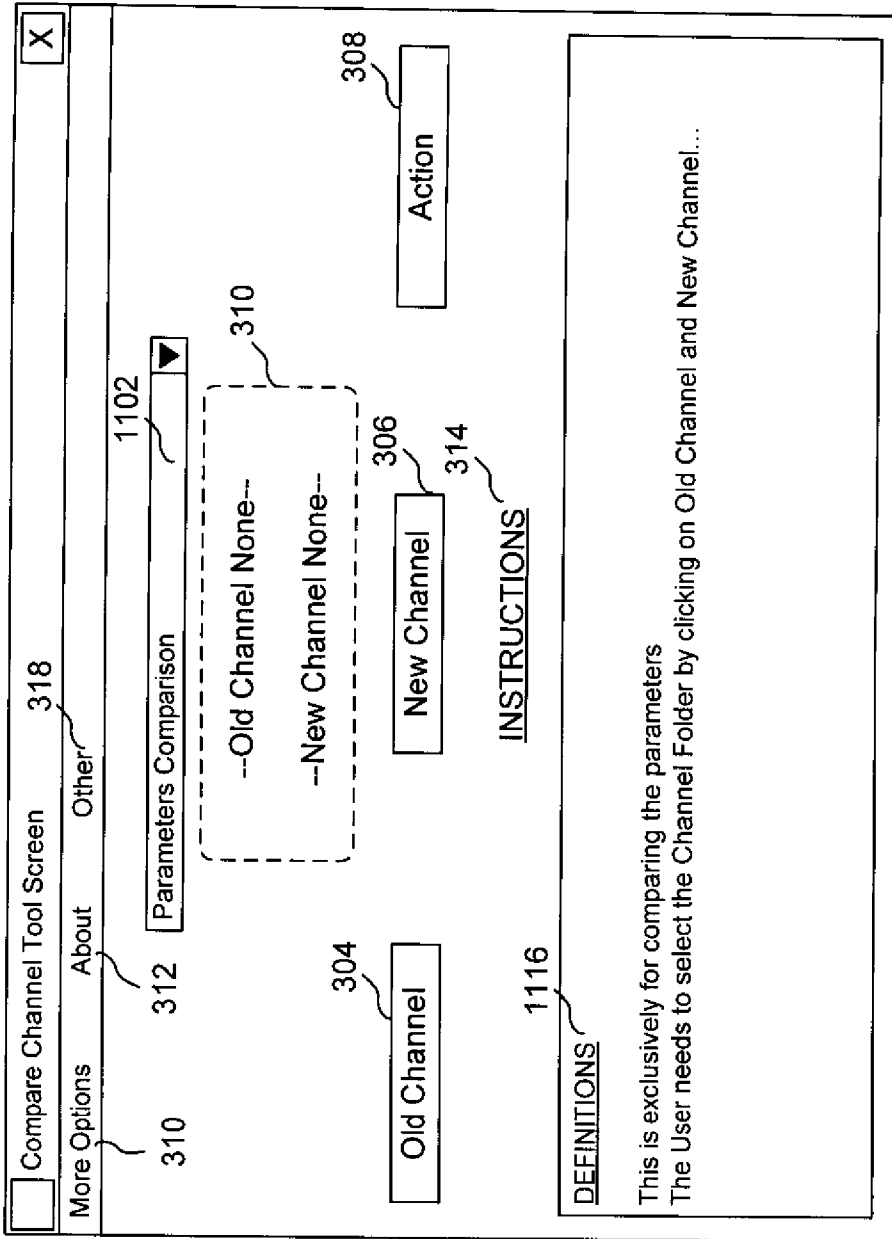 Compare Channel Tool Screen
X
318
More Options
About
Other
310
312
1102
Parameters Comparison
310
--Old Channel None--
--New Channel None--
304
306
308
Old Channel
New Channel
Action
314
INSTRUCTIONS
1116
DEFINITIONS
This is exclusively for comparing the parameters
The User needs to select the Channel Folder by clicking on Old Channel and New Channel...